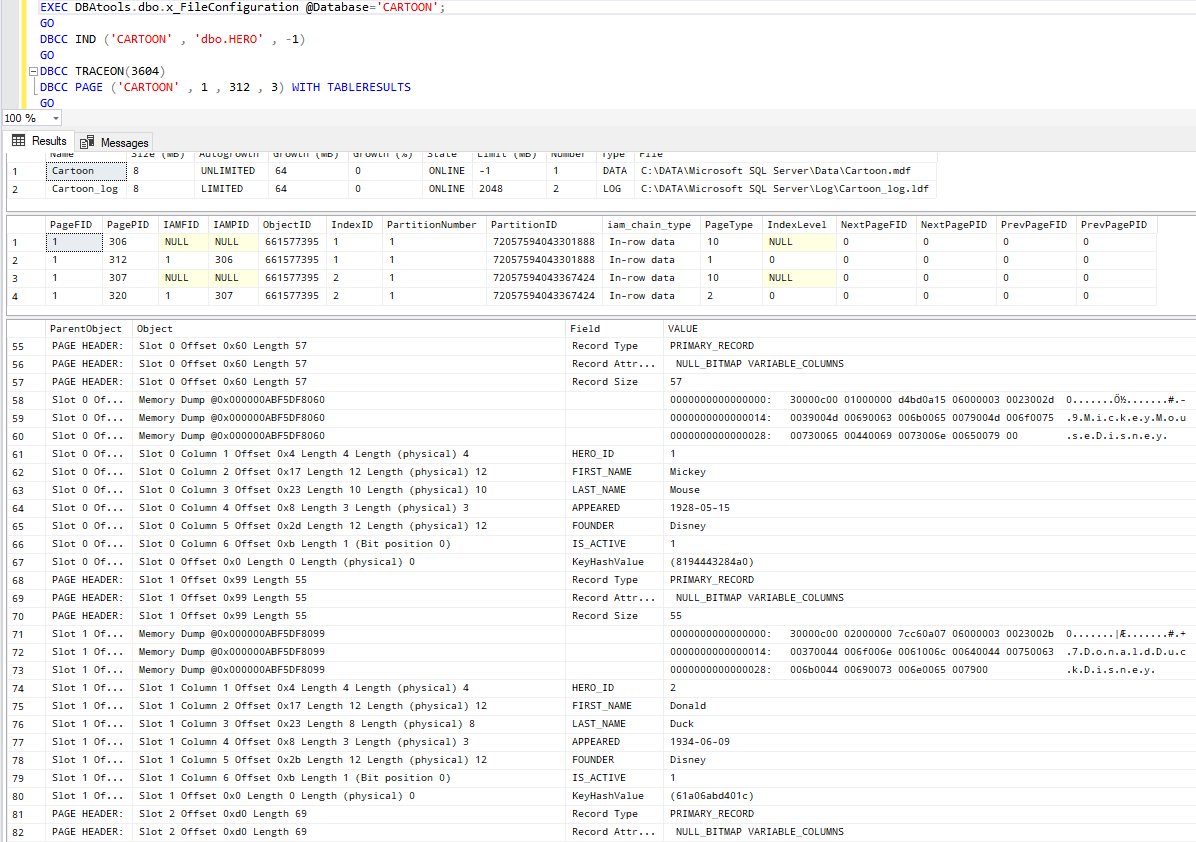 EXEC DBAtools.dbo.x_FileConfiguration @Database='CARTOON';
GO
DBCC IND ('CARTOON' , 'dbo.HERO' , -1)
GO
DBCC TRACEON(3604)
DBCC PAGE ('CARTOON' , 1 , 312 , 3) WITH TABLERESULTS
GO
100 %
Results Messages
Name Size (MB) Autogrowth Growth (MB) Growth (%) State Limit (MB) Number Type File
1 Cartoon 8 UNLIMITED 64 0 ONLINE -1 1 DATA C:\DATA\Microsoft SQL Server\Data\Cartoon.mdf
2 Cartoon_log 8 LIMITED 64 0 ONLINE 2048 2 LOG C:\DATA\Microsoft SQL Server\Log\Cartoon_log.ldf
PageFID PagePID IAMFID IAMPID ObjectID IndexID PartitionNumber PartitionID iam_chain_type PageType IndexLevel NextPageFID NextPagePID PrevPageFID PrevPagePID
1 1 306 NULL NULL 661577395 1 1 72057594043301888 In-row data 10 NULL 0 0 0 0
2 1 312 1 306 661577395 1 1 72057594043301888 In-row data 1 0 0 0 0 0
3 1 307 NULL NULL 661577395 2 1 72057594043367424 In-row data 10 NULL 0 0 0 0
4 1 320 1 307 661577395 2 1 72057594043367424 In-row data 2 0 0 0 0 0
ParentObject Object Field VALUE
55 PAGE HEADER: Slot 0 Offset 0x60 Length 57 Record Type PRIMARY_RECORD
56 PAGE HEADER: Slot 0 Offset 0x60 Length 57 Record Attr... NULL_BITMAP VARIABLE_COLUMNS
57 PAGE HEADER: Slot 0 Offset 0x60 Length 57 Record Size 57
58 Slot 0 Of... Memory Dump @0x000000ABF5DF8060 0000000000000000: 30000c00 01000000 d4bd0a15 06000003 0023002d 0.......Ô½.......#.-
59 Slot 0 Of... Memory Dump @0x000000ABF5DF8060 0000000000000014: 0039004d 00690063 006b0065 0079004d 006f0075 .9.M.i.c.k.e.y.M.o.u
60 Slot 0 Of... Memory Dump @0x000000ABF5DF8060 0000000000000028: 00730065 00440069 0073006e 00650079 00 .s.e.D.i.s.n.e.y.
61 Slot 0 Of... Slot 0 Column 1 Offset 0x4 Length 4 Length (physical) 4 HERO_ID 1
62 Slot 0 Of... Slot 0 Column 2 Offset 0x17 Length 12 Length (physical) 12 FIRST_NAME Mickey
63 Slot 0 Of... Slot 0 Column 3 Offset 0x23 Length 10 Length (physical) 10 LAST_NAME Mouse
64 Slot 0 Of... Slot 0 Column 4 Offset 0x8 Length 3 Length (physical) 3 APPEARED 1928-05-15
65 Slot 0 Of... Slot 0 Column 5 Offset 0x2d Length 12 Length (physical) 12 FOUNDER Disney
66 Slot 0 Of... Slot 0 Column 6 Offset 0xb Length 1 (Bit position 0) IS_ACTIVE 1
67 Slot 0 Of... Slot 0 Offset 0x0 Length 0 Length (physical) 0 KeyHashValue (8194443284a0)
68 PAGE HEADER: Slot 1 Offset 0x99 Length 55 Record Type PRIMARY_RECORD
69 PAGE HEADER: Slot 1 Offset 0x99 Length 55 Record Attr... NULL_BITMAP VARIABLE_COLUMNS
70 PAGE HEADER: Slot 1 Offset 0x99 Length 55 Record Size 55
71 Slot 1 Of... Memory Dump @0x000000ABF5DF8099 0000000000000000: 30000c00 02000000 7cc60a07 06000003 0023002b 0.......|Æ.......#.+
72 Slot 1 Of... Memory Dump @0x000000ABF5DF8099 0000000000000014: 00370044 006f006e 0061006c 00640044 00750063 .7.D.o.n.a.l.d.D.u.c
73 Slot 1 Of... Memory Dump @0x000000ABF5DF8099 0000000000000028: 006b0044 00690073 006e0065 007900 .k.D.i.s.n.e.y.
74 Slot 1 Of... Slot 1 Column 1 Offset 0x4 Length 4 Length (physical) 4 HERO_ID 2
75 Slot 1 Of... Slot 1 Column 2 Offset 0x17 Length 12 Length (physical) 12 FIRST_NAME Donald
76 Slot 1 Of... Slot 1 Column 3 Offset 0x23 Length 8 Length (physical) 8 LAST_NAME Duck
77 Slot 1 Of... Slot 1 Column 4 Offset 0x8 Length 3 Length (physical) 3 APPEARED 1934-06-09
78 Slot 1 Of... Slot 1 Column 5 Offset 0x2b Length 12 Length (physical) 12 FOUNDER Disney
79 Slot 1 Of... Slot 1 Column 6 Offset 0xb Length 1 (Bit position 0) IS_ACTIVE 1
80 Slot 1 Of... Slot 1 Offset 0x0 Length 0 Length (physical) 0 KeyHashValue (61a06abd401c)
81 PAGE HEADER: Slot 2 Offset 0xd0 Length 69 Record Type PRIMARY_RECORD
82 PAGE HEADER: Slot 2 Offset 0xd0 Length 69 Record Attr... NULL_BITMAP VARIABLE_COLUMNS